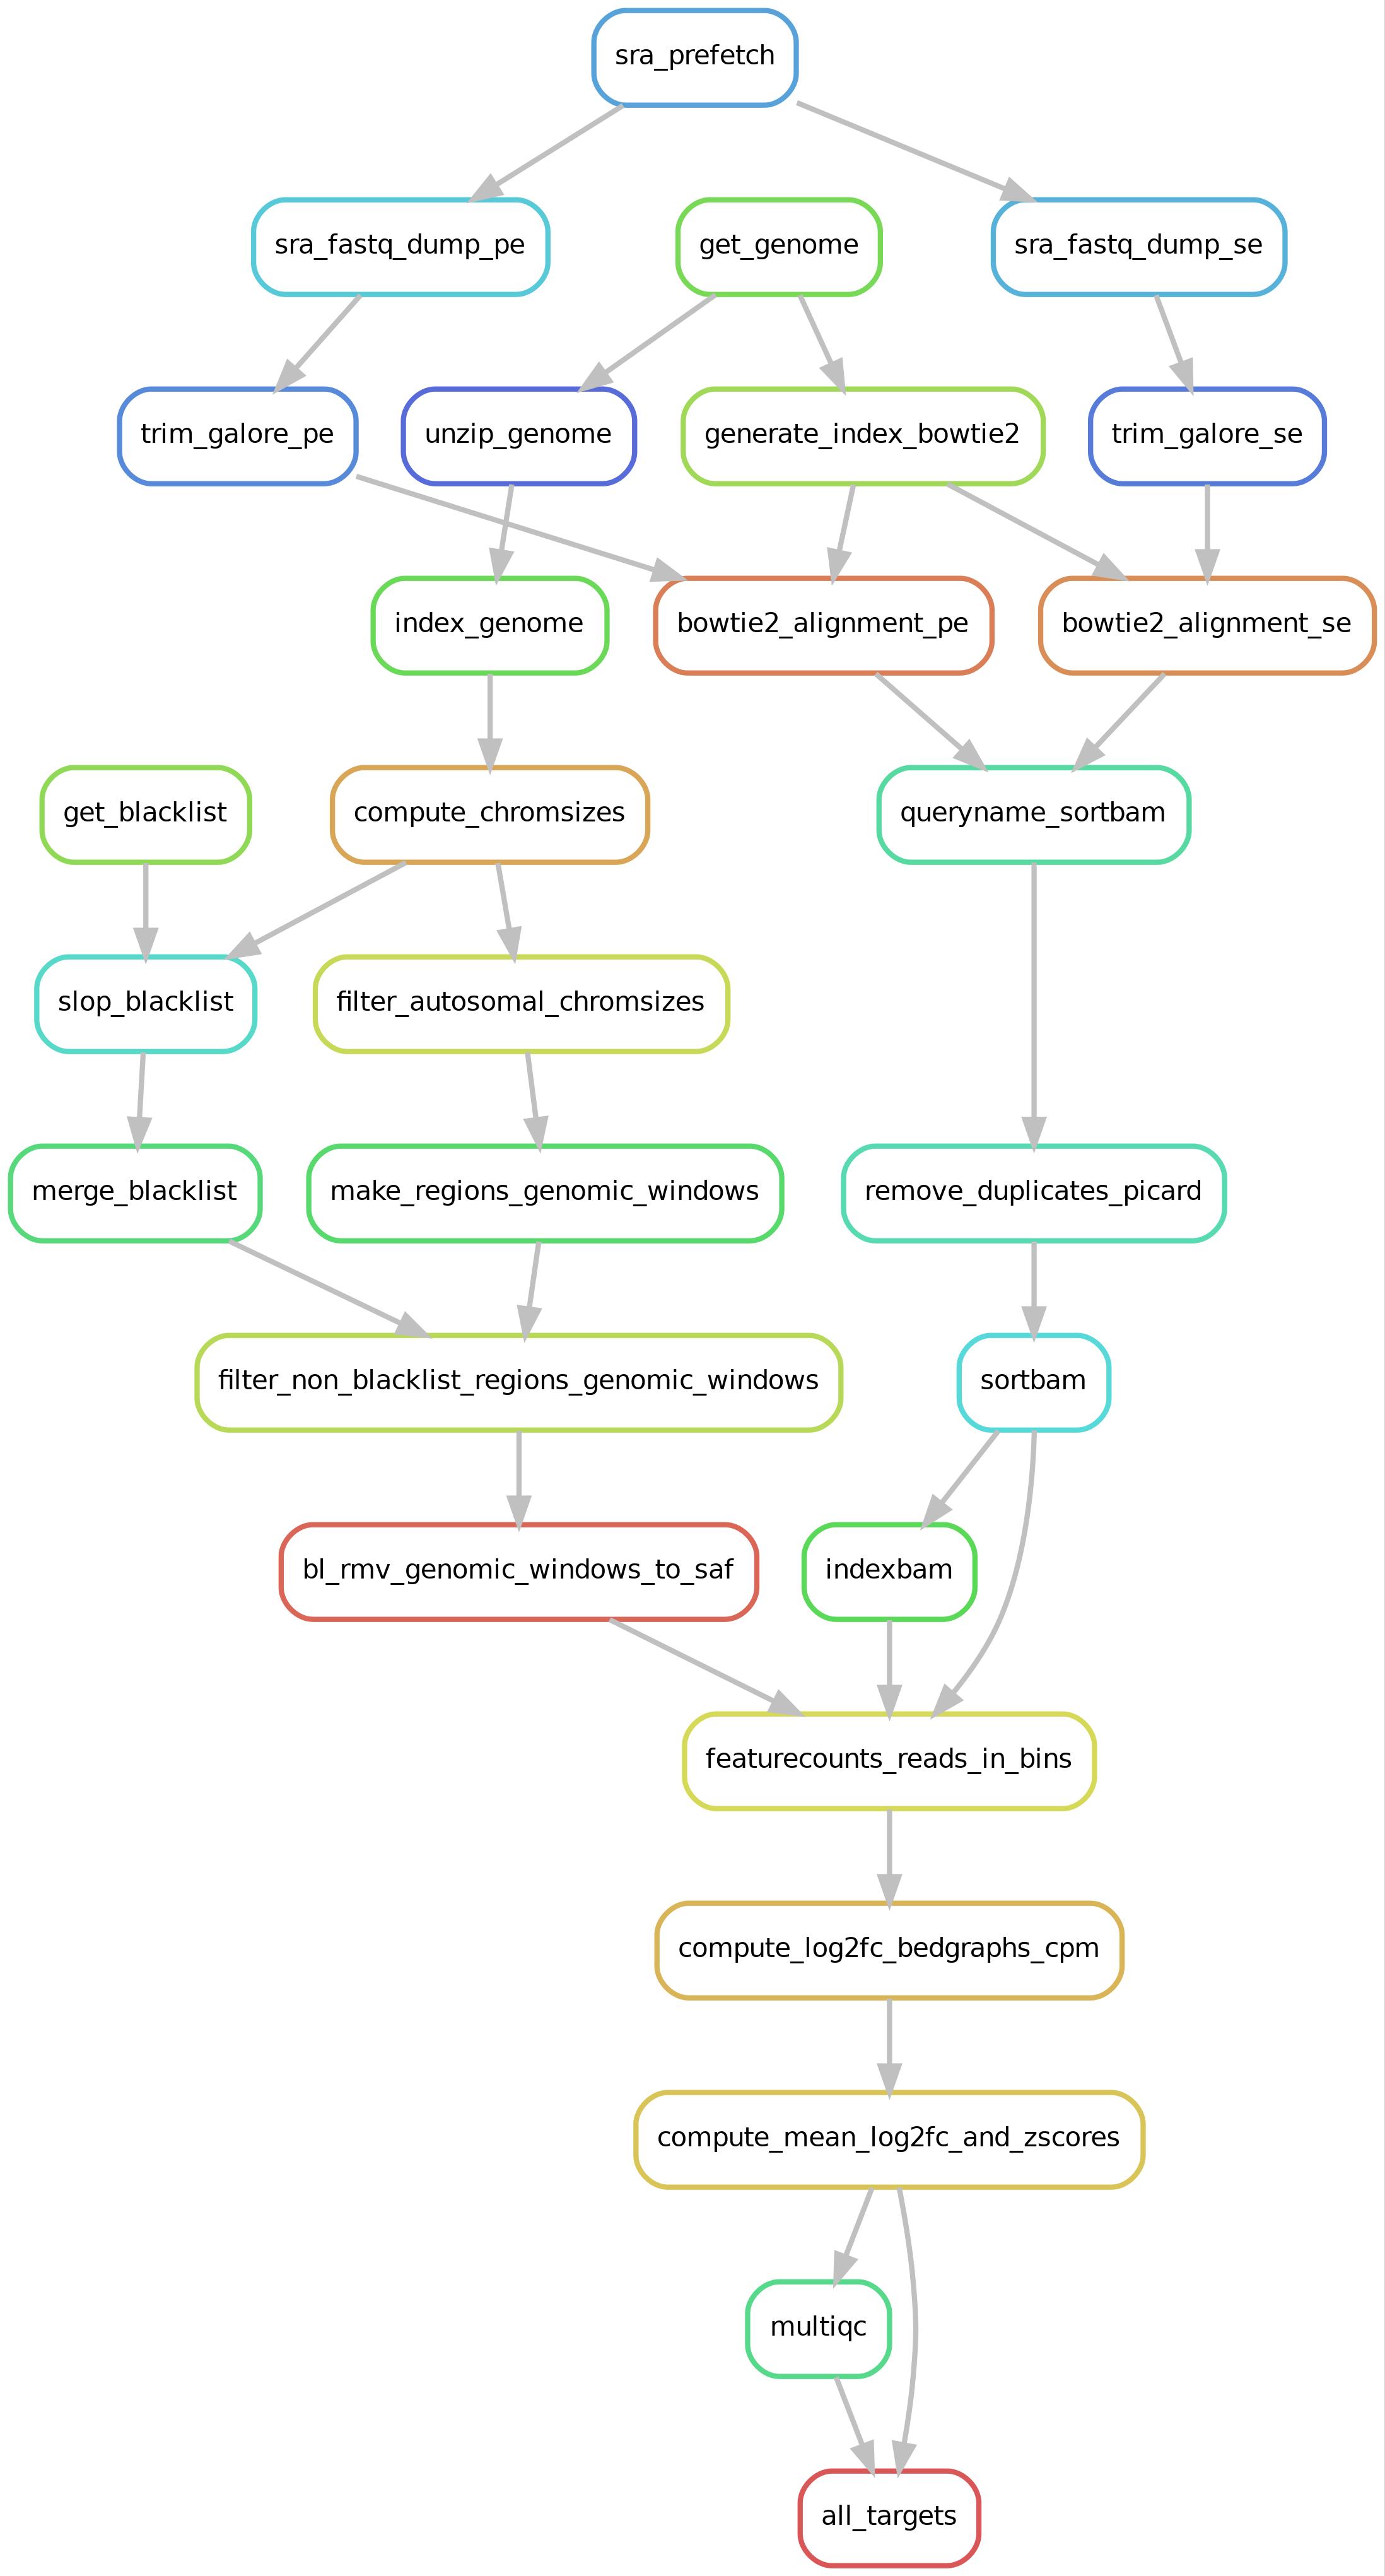 sra_prefetch
sra_fastq_dump_pe
get_genome
sra_fastq_dump_se
trim_galore_pe
unzip_genome
generate_index_bowtie2
trim_galore_se
index_genome
bowtie2_alignment_pe
bowtie2_alignment_se
get_blacklist
compute_chromsizes
queryname_sortbam
slop_blacklist
filter_autosomal_chromsizes
merge_blacklist
make_regions_genomic_windows
remove_duplicates_picard
filter_non_blacklist_regions_genomic_windows
sortbam
bl_rmv_genomic_windows_to_saf
indexbam
featurecounts_reads_in_bins
compute_log2fc_bedgraphs_cpm
compute_mean_log2fc_and_zscores
multiqc
all_targets